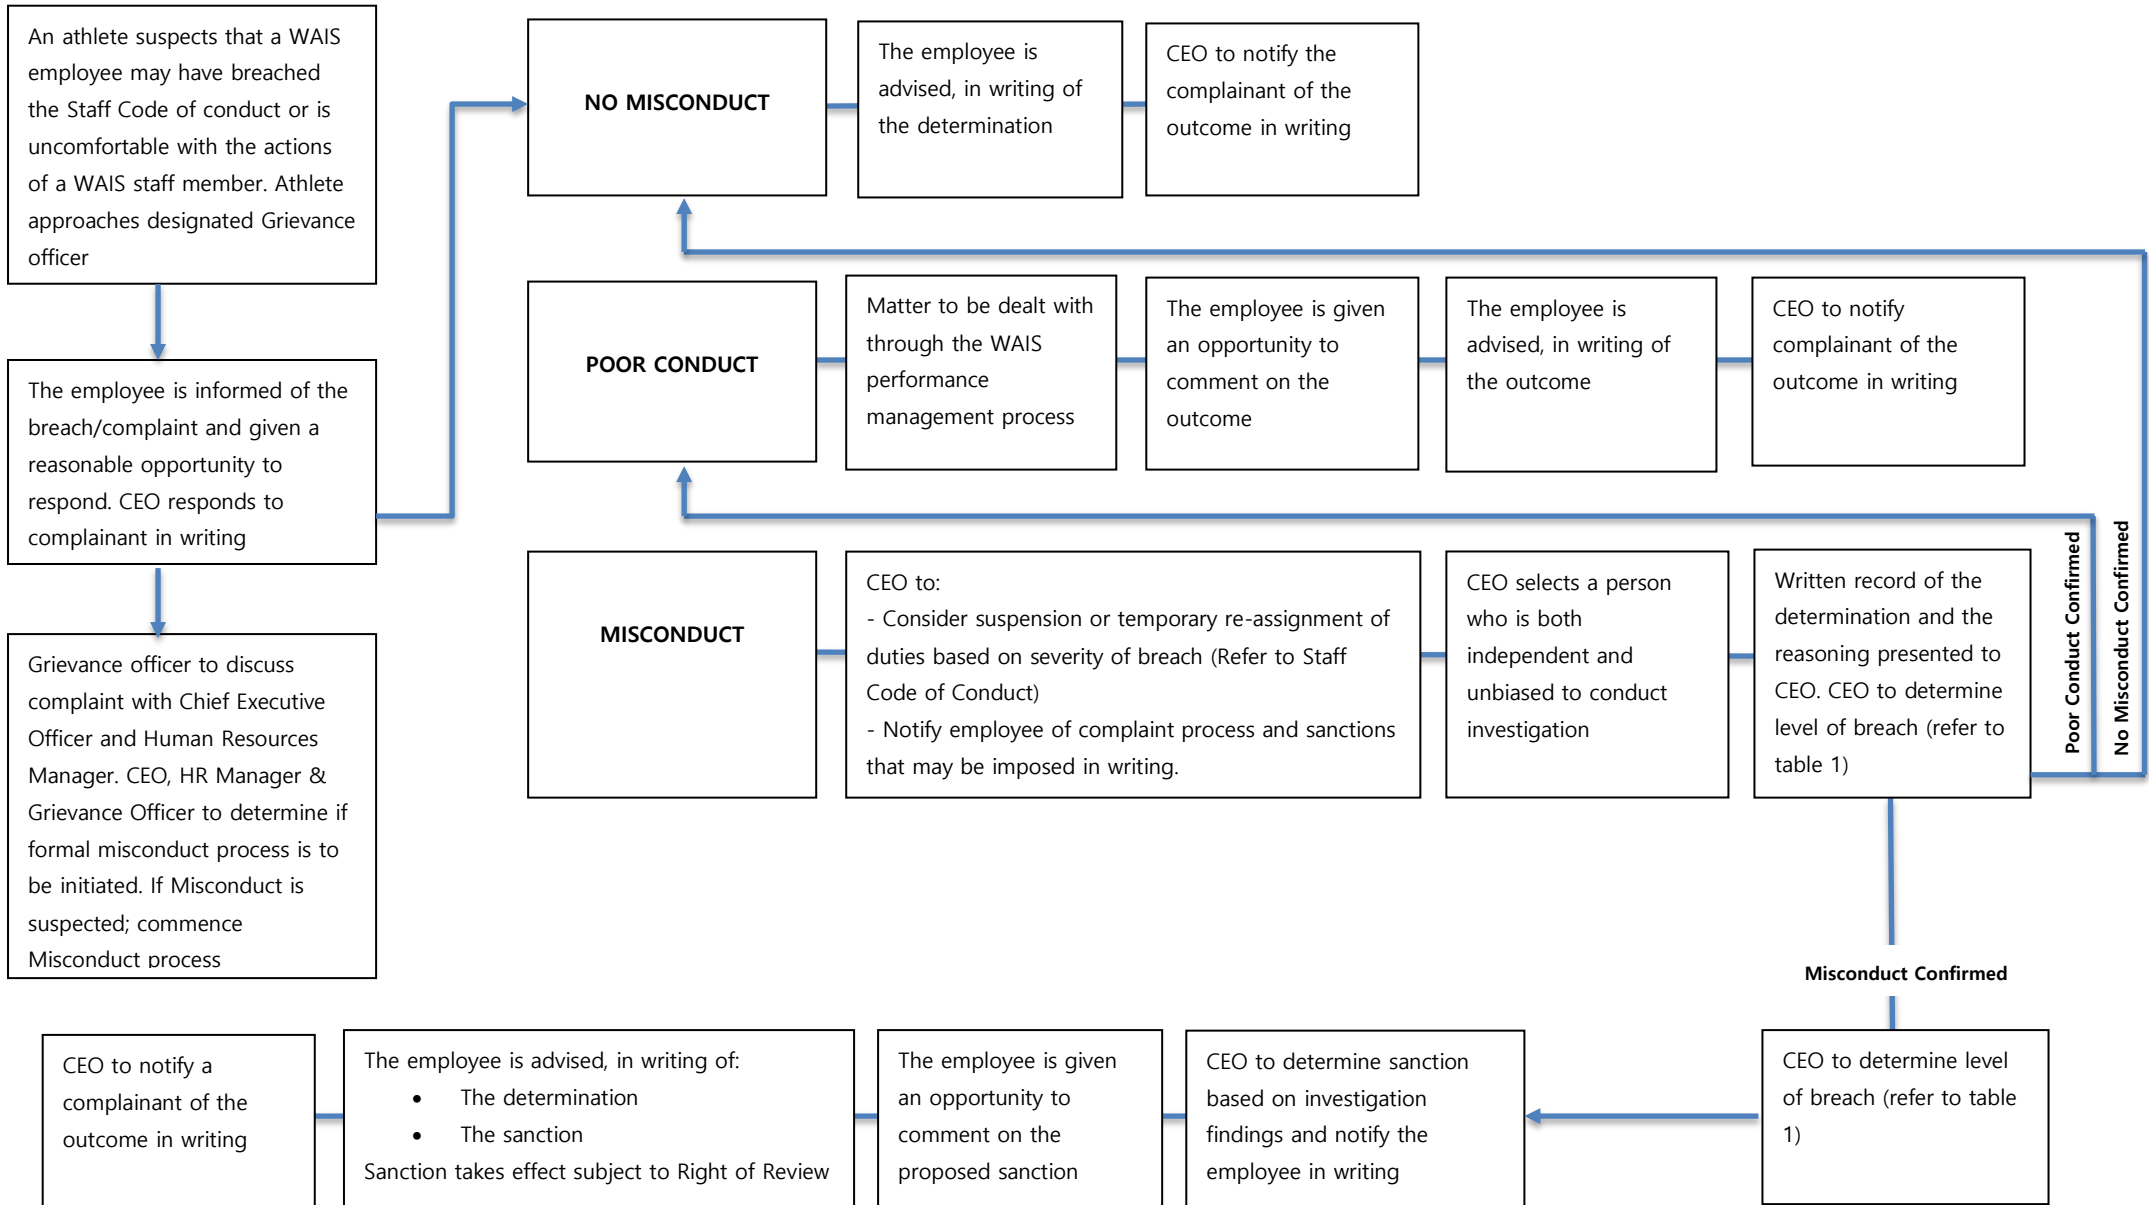 An athlete suspects that a WAIS
employee may have breached
the Staff Code of conduct or is
uncomfortable with the actions
of a WAIS staff member. Athlete
approaches designated Grievance
officer
The employee is informed of the
breach/complaint and given a
reasonable opportunity to
respond. CEO responds to
complainant in writing
Grievance officer to discuss
complaint with Chief Executive
Officer and Human Resources
Manager. CEO, HR Manager &
Grievance Officer to determine if
formal misconduct process is to
be initiated. If Misconduct is
suspected; commence
Misconduct process
NO MISCONDUCT
The employee is
advised, in writing of
the determination
CEO to notify the
complainant of the
outcome in writing
POOR CONDUCT
Matter to be dealt with
through the WAIS
performance
management process
The employee is given
an opportunity to
comment on the
outcome
The employee is
advised, in writing of
the outcome
CEO to notify
complainant of the
outcome in writing
MISCONDUCT
CEO to:
- Consider suspension or temporary re-assignment of
duties based on severity of breach (Refer to Staff
Code of Conduct)
- Notify employee of complaint process and sanctions
that may be imposed in writing.
CEO selects a person
who is both
independent and
unbiased to conduct
investigation
Written record of the
determination and the
reasoning presented to
CEO. CEO to determine
level of breach (refer to
table 1)
Poor Conduct Confirmed
No Misconduct Confirmed
Misconduct Confirmed
CEO to determine level
of breach (refer to table
1)
CEO to determine sanction
based on investigation
findings and notify the
employee in writing
The employee is given
an opportunity to
comment on the
proposed sanction
The employee is advised, in writing of:
• The determination
• The sanction
Sanction takes effect subject to Right of Review
CEO to notify a
complainant of the
outcome in writing